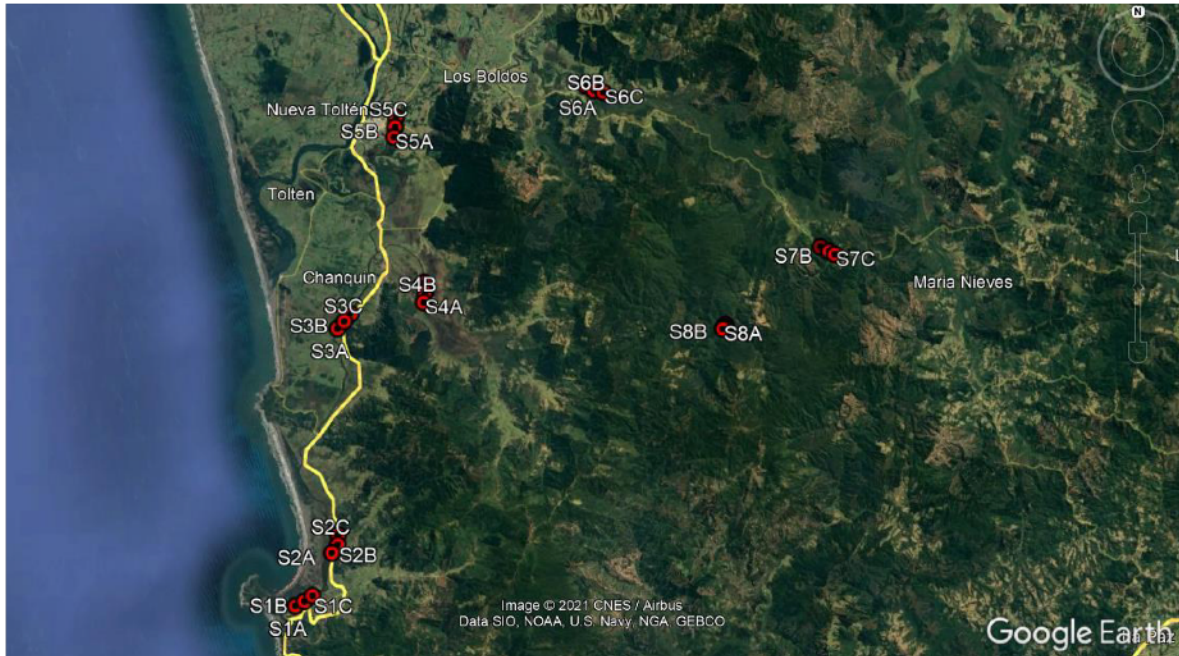 N
Los Boldos
S6B
S6C
S6A
Nueva Toltén
S5C
S5B
S5A
Tolten
Chanquin
S4B
S4A
S7B
S7C
Maria Nieves
S3C
S3B
S3A
S8B
S8A
S2C
S2A
S2B
S1B
S1C
S1A
Image © 2021 CNES / Airbus
Data SIO, NOAA, U.S. Navy, NGA, GEBCO
Google Earth